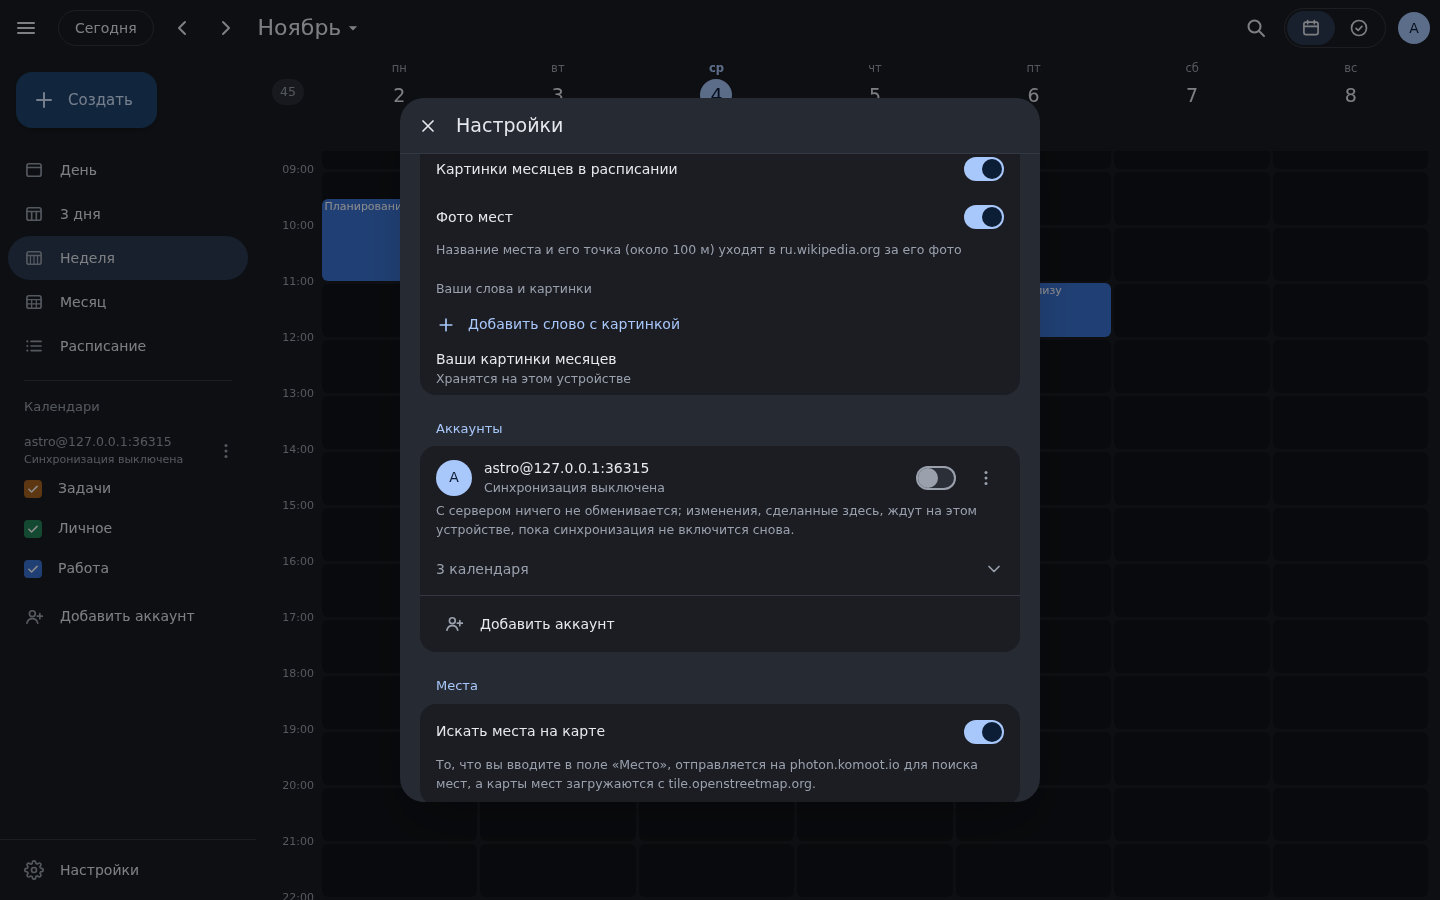 Сегодня
Ноябрь
A
Создать
45
пн
вт
ср
чт
пт
сб
вс
2
3
4
5
6
7
8
День
3 дня
Неделя
Месяц
Расписание
Календари
astro@127.0.0.1:36315
Синхронизация выключена
Задачи
Личное
Работа
Добавить аккаунт
Настройки
09:00
10:00
11:00
12:00
13:00
14:00
15:00
16:00
17:00
18:00
19:00
20:00
21:00
22:00
Настройки
Картинки месяцев в расписании
Фото мест
Название места и его точка (около 100 м) уходят в ru.wikipedia.org за его фото
Ваши слова и картинки
Добавить слово с картинкой
Ваши картинки месяцев
Хранятся на этом устройстве
Аккаунты
A
astro@127.0.0.1:36315
Синхронизация выключена
С сервером ничего не обменивается; изменения, сделанные здесь, ждут на этом
устройстве, пока синхронизация не включится снова.
3 календаря
Добавить аккаунт
Места
Искать места на карте
То, что вы вводите в поле «Место», отправляется на photon.komoot.io для поиска
мест, а карты мест загружаются с tile.openstreetmap.org.